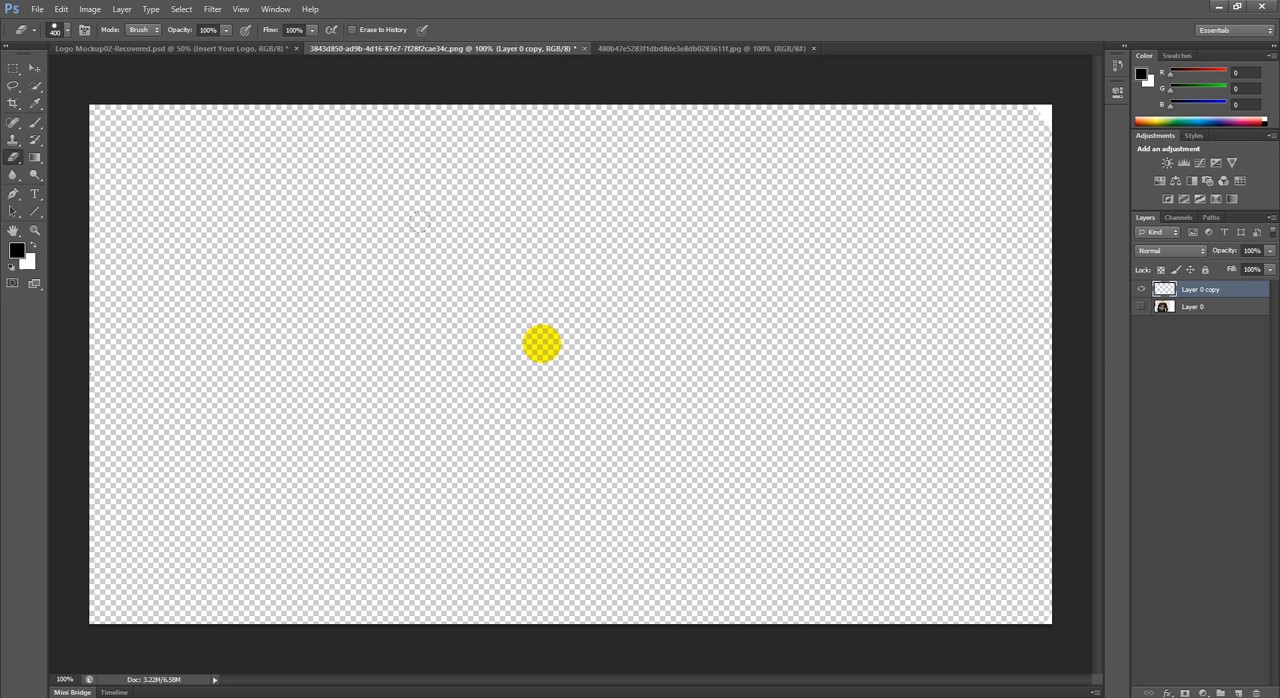 Ps File Edit Image Layer Type Select Filter View Window Help
400 Mode: Brush Opacity: 100% Flow: 100% Erase to History Essentials
Logo Mockup02-Recovered.psd @ 50% (Insert Your Logo, RGB/8) * × 3843d850-ad9b-4d16-87e7-7f28f2cae34c.png @ 100% (Layer 0 copy, RGB/8) * × 480b47e5283f1dbd8de3e8db0283611f.jpg @ 100% (RGB/8#) ×
Color Swatches
R 0
G 0
B 0
Adjustments Styles
Add an adjustment
Layers Channels Paths
Kind
Normal Opacity: 100%
Lock: Fill: 100%
Layer 0 copy
Layer 0
100% Doc: 3.22M/6.58M
Mini Bridge Timeline